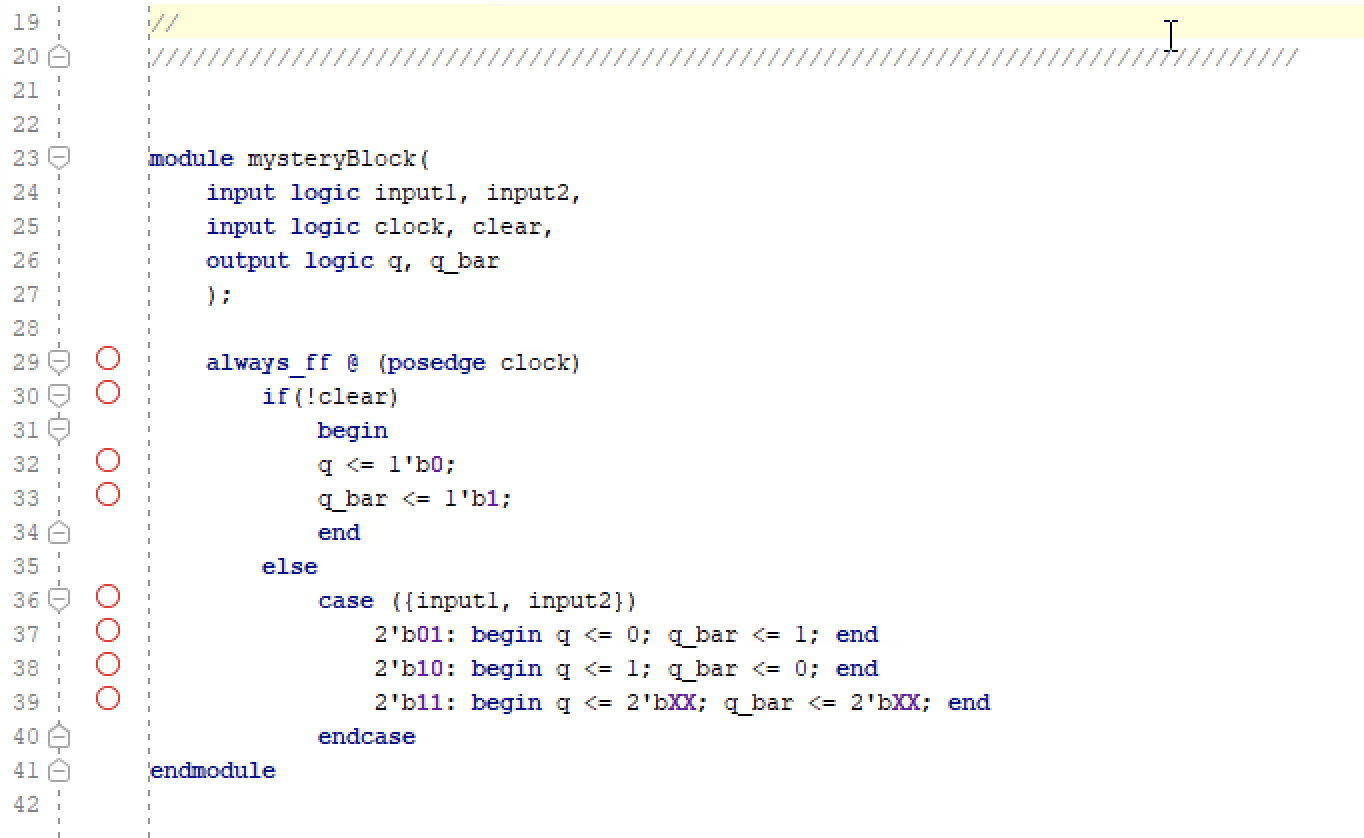 19 //
20 //////////////////////////////////////////////////////////////////////////////////
21
22
23 module mysteryBlock(
24 input logic input1, input2,
25 input logic clock, clear,
26 output logic q, q_bar
27 );
28
29 always_ff @ (posedge clock)
30 if(!clear)
31 begin
32 q <= 1'b0;
33 q_bar <= 1'b1;
34 end
35 else
36 case ({input1, input2})
37 2'b01: begin q <= 0; q_bar <= 1; end
38 2'b10: begin q <= 1; q_bar <= 0; end
39 2'b11: begin q <= 2'bXX; q_bar <= 2'bXX; end
40 endcase
41 endmodule
42